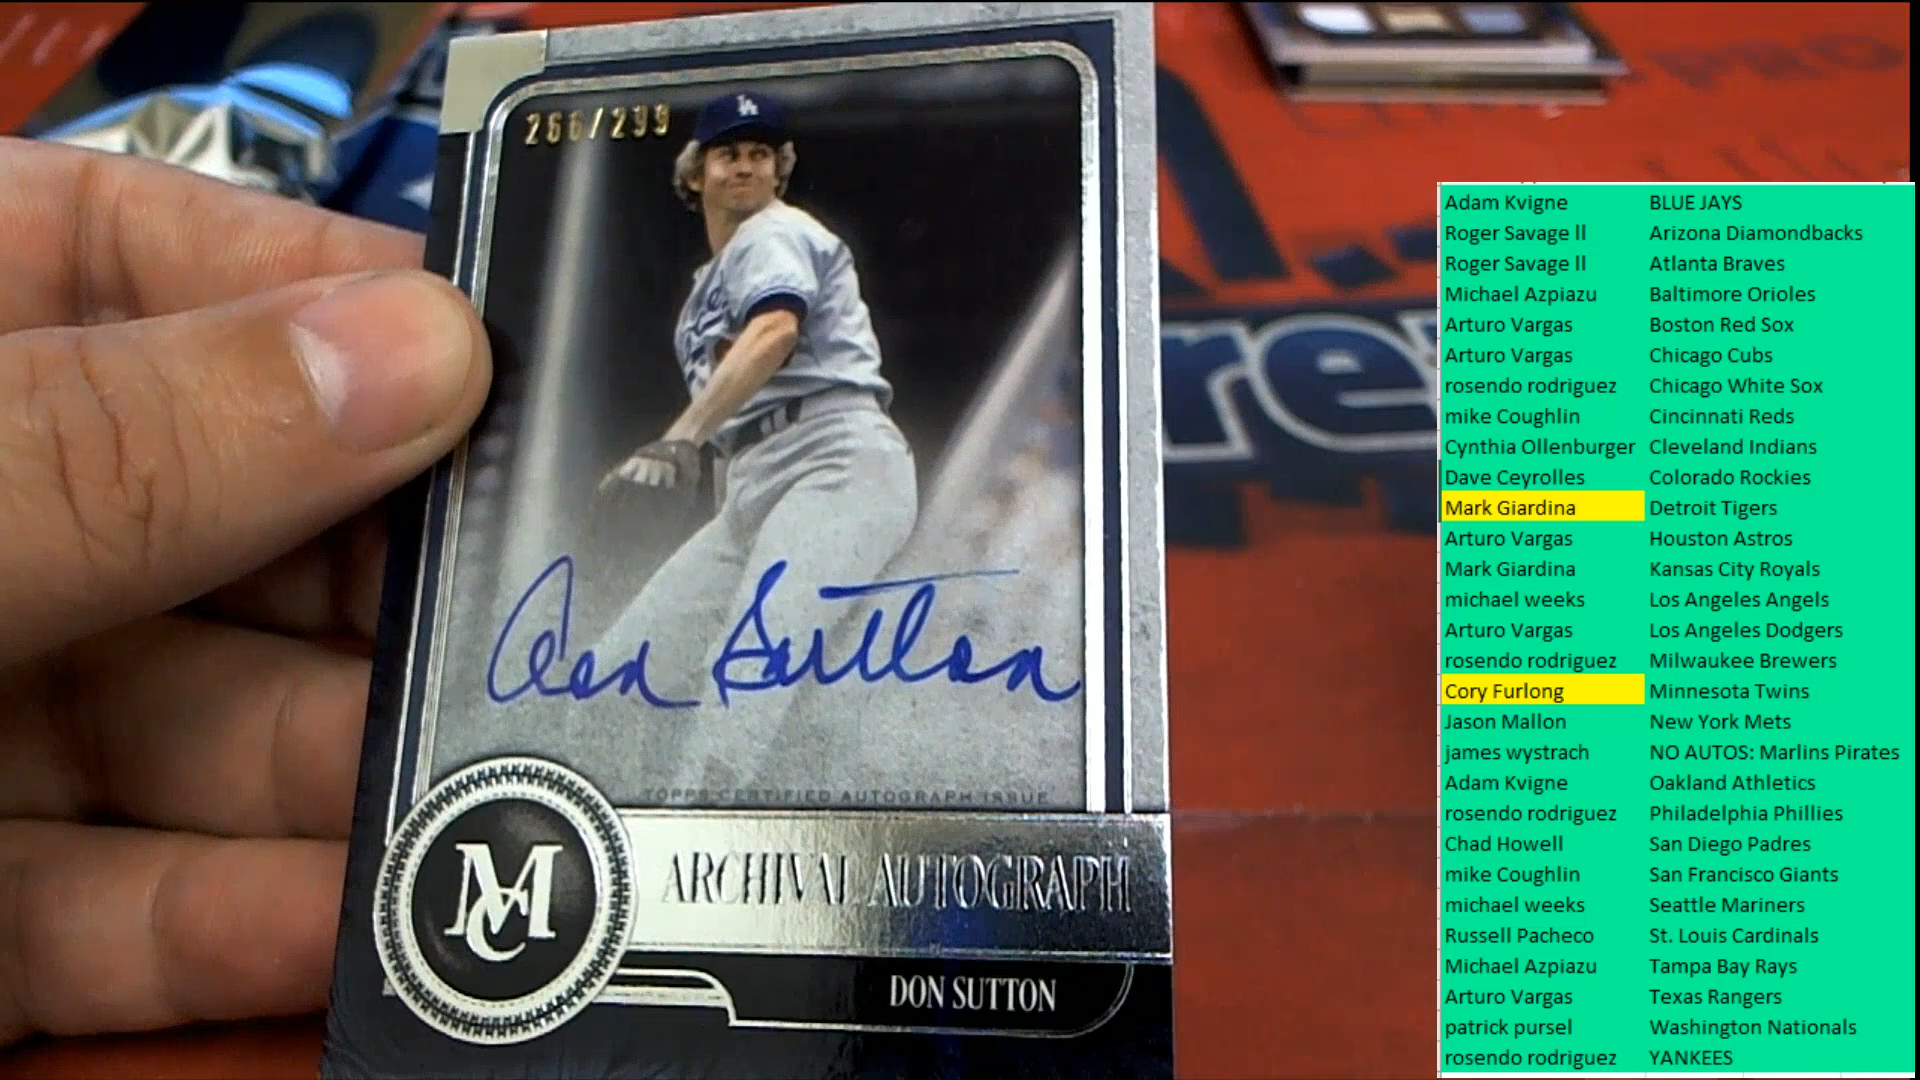 266/299
LA
Don Sutton
TOPPS CERTIFIED AUTOGRAPH ISSUE
MC
ARCHIVAL AUTOGRAPH
DON SUTTON
Adam Kvigne BLUE JAYS
Roger Savage ll Arizona Diamondbacks
Roger Savage ll Atlanta Braves
Michael Azpiazu Baltimore Orioles
Arturo Vargas Boston Red Sox
Arturo Vargas Chicago Cubs
rosendo rodriguez Chicago White Sox
mike Coughlin Cincinnati Reds
Cynthia Ollenburger Cleveland Indians
Dave Ceyrolles Colorado Rockies
Mark Giardina Detroit Tigers
Arturo Vargas Houston Astros
Mark Giardina Kansas City Royals
michael weeks Los Angeles Angels
Arturo Vargas Los Angeles Dodgers
rosendo rodriguez Milwaukee Brewers
Cory Furlong Minnesota Twins
Jason Mallon New York Mets
james wystrach NO AUTOS: Marlins Pirates
Adam Kvigne Oakland Athletics
rosendo rodriguez Philadelphia Phillies
Chad Howell San Diego Padres
mike Coughlin San Francisco Giants
michael weeks Seattle Mariners
Russell Pacheco St. Louis Cardinals
Michael Azpiazu Tampa Bay Rays
Arturo Vargas Texas Rangers
patrick pursel Washington Nationals
rosendo rodriguez YANKEES